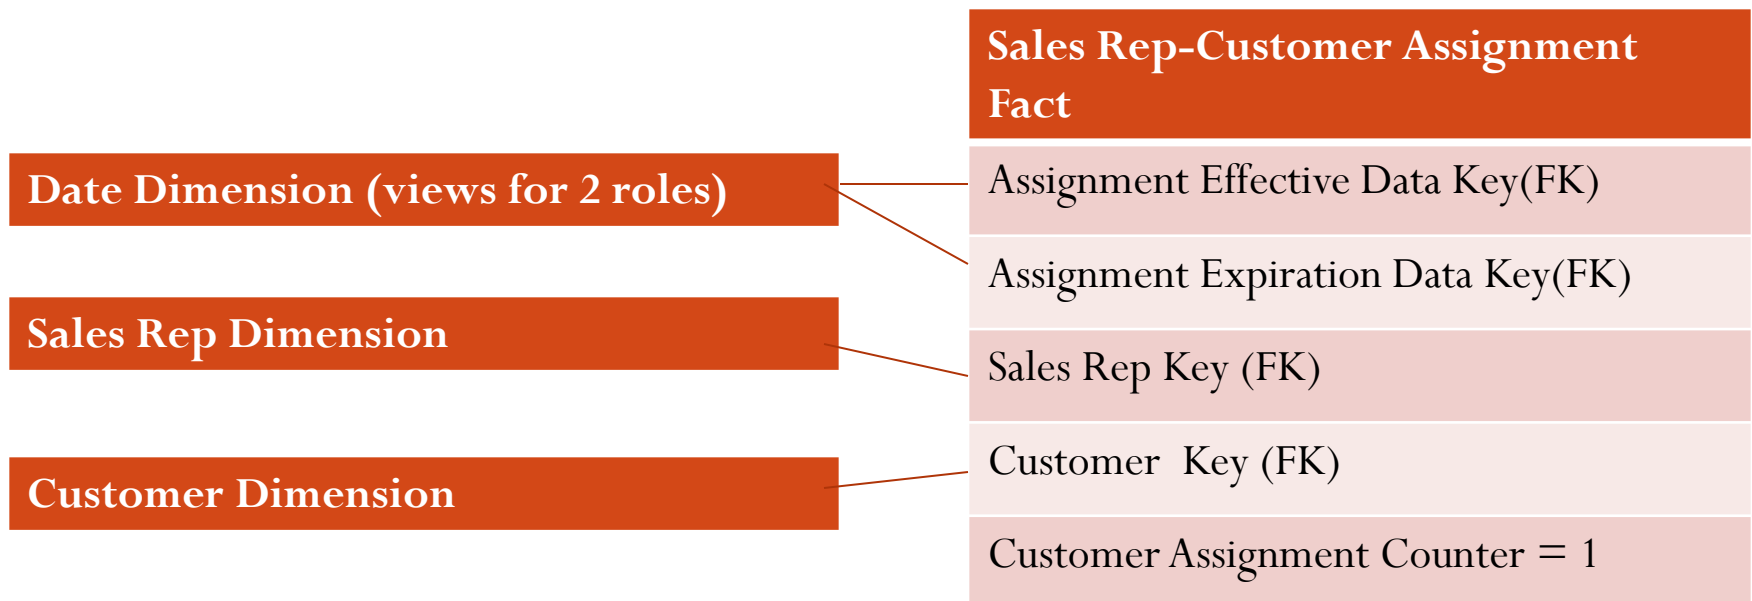 Sales Rep-Customer Assignment
Fact
Date Dimension (views for 2 roles)
Assignment Effective Data Key(FK)
Assignment Expiration Data Key(FK)
Sales Rep Dimension
Sales Rep Key (FK)
Customer Key (FK)
Customer Dimension
Customer Assignment Counter = 1